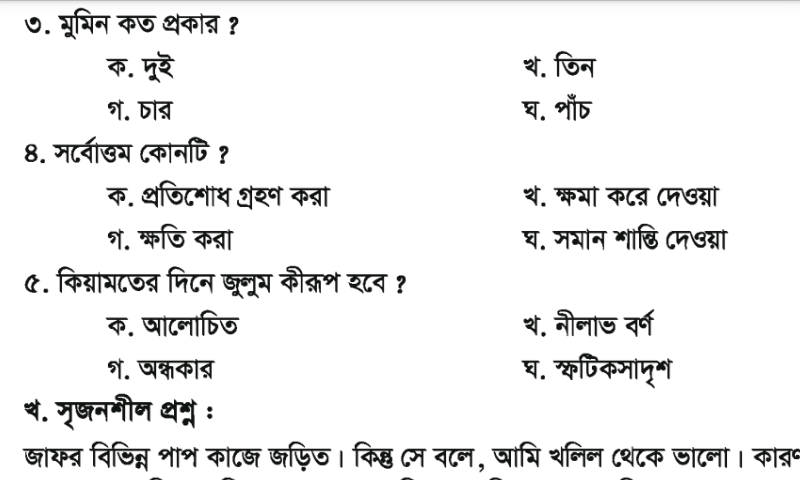 ৩. মুমিন কত প্রকার ?
ক. দুই খ. তিন
গ. চার ঘ. পাঁচ
৪. সর্বোত্তম কোনটি ?
ক. প্রতিশোধ গ্রহণ করা খ. ক্ষমা করে দেওয়া
গ. ক্ষতি করা ঘ. সমান শাস্তি দেওয়া
৫. কিয়ামতের দিনে জুলুম কীরূপ হবে ?
ক. আলোচিত খ. নীলাভ বর্ণ
গ. অন্ধকার ঘ. স্ফটিকসাদৃশ
খ. সৃজনশীল প্রশ্ন :
জাফর বিভিন্ন পাপ কাজে জড়িত। কিন্তু সে বলে, আমি খলিল থেকে ভালো।